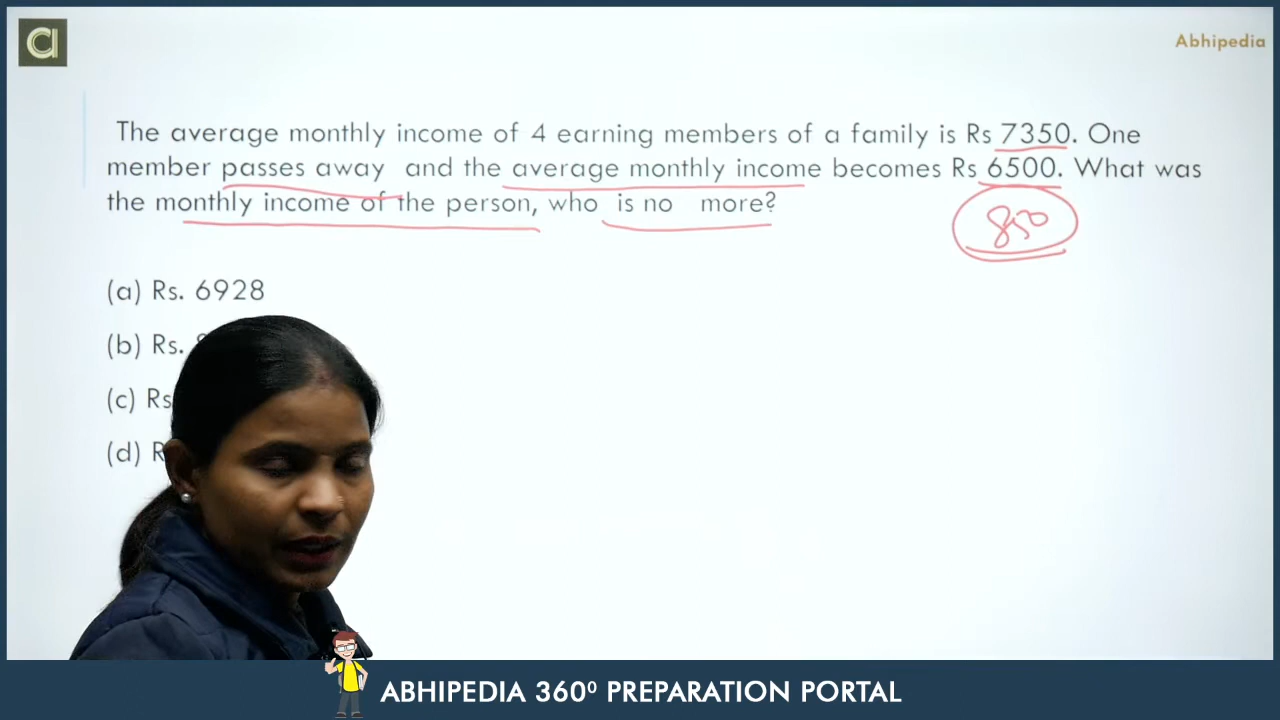 Abhipedia
The average monthly income of 4 earning members of a family is Rs 7350. One
member passes away and the average monthly income becomes Rs 6500. What was
the monthly income of the person, who is no more?
850
(a) Rs. 6928
(b) Rs.
(c) Rs
(d) R
ABHIPEDIA 360⁰ PREPARATION PORTAL